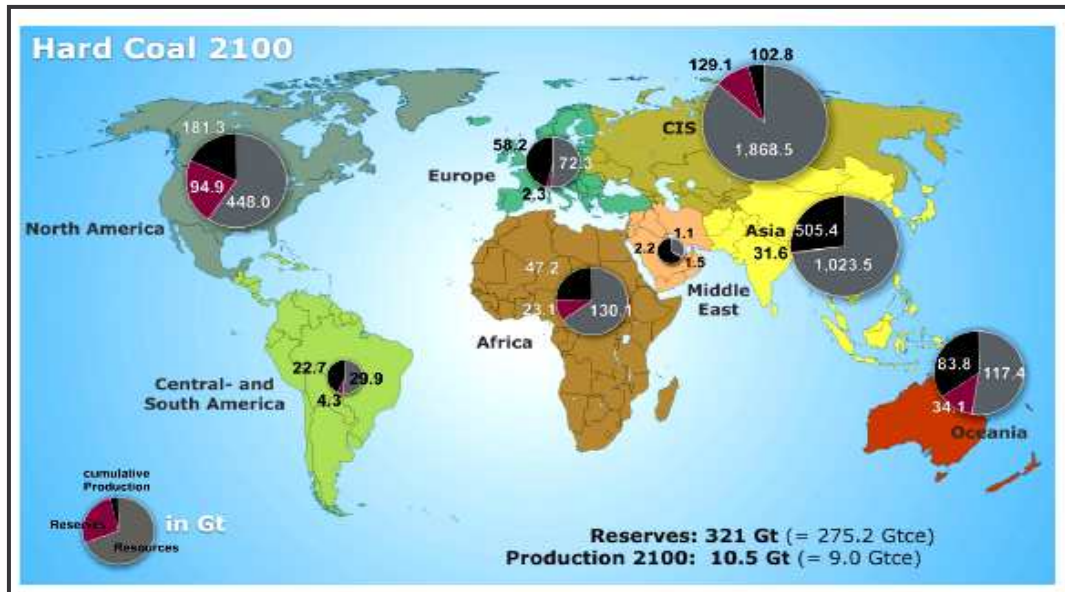 Hard Coal 2100
129.1
102.8
CIS
1,868.5
181.3
94.9
448.0
North America
58.2
72.3
Europe
2.3
Asia
505.4
31.6
1,023.5
1.1
2.2
1.5
Middle
East
47.2
23.1
130.1
Africa
22.7
29.9
4.3
Central- and
South America
83.8
117.4
34.1
Oceania
cumulative
Production
Reserves
Resources
in Gt
Reserves: 321 Gt (= 275.2 Gtce)
Production 2100: 10.5 Gt (= 9.0 Gtce)